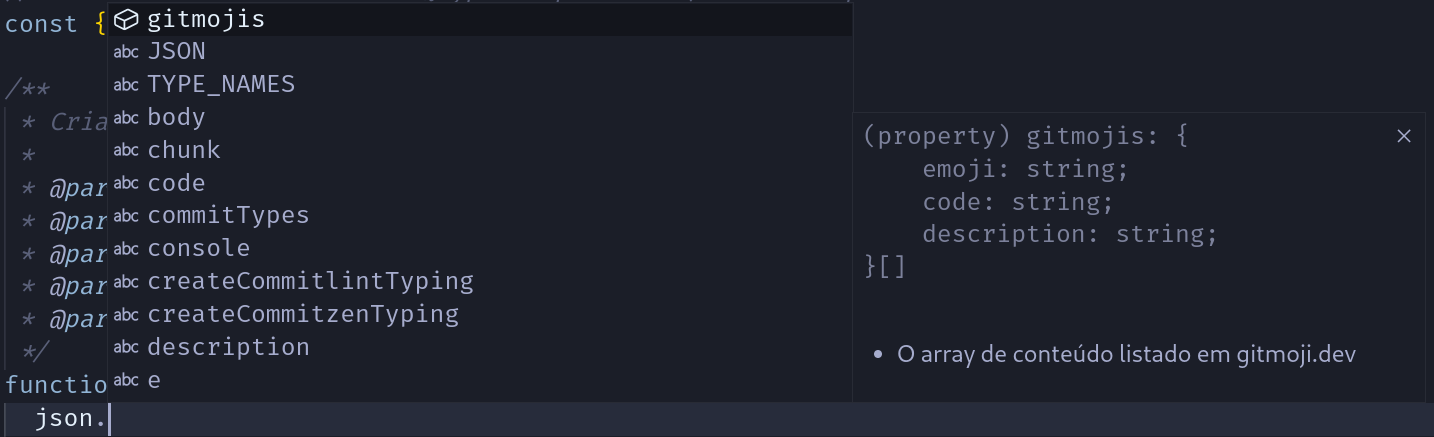 const { gitmojis
abc JSON
abc TYPE_NAMES
/**
abc body
* Cria
abc chunk
*
abc code
* @par
abc commitTypes
* @par
abc console
* @par
abc createCommitlintTyping
* @par
abc createCommitzenTyping
* @par
abc description
*/
abc e
functio
json.
(property) gitmojis: {
emoji: string;
code: string;
description: string;
}[]
• O array de conteúdo listado em gitmoji.dev